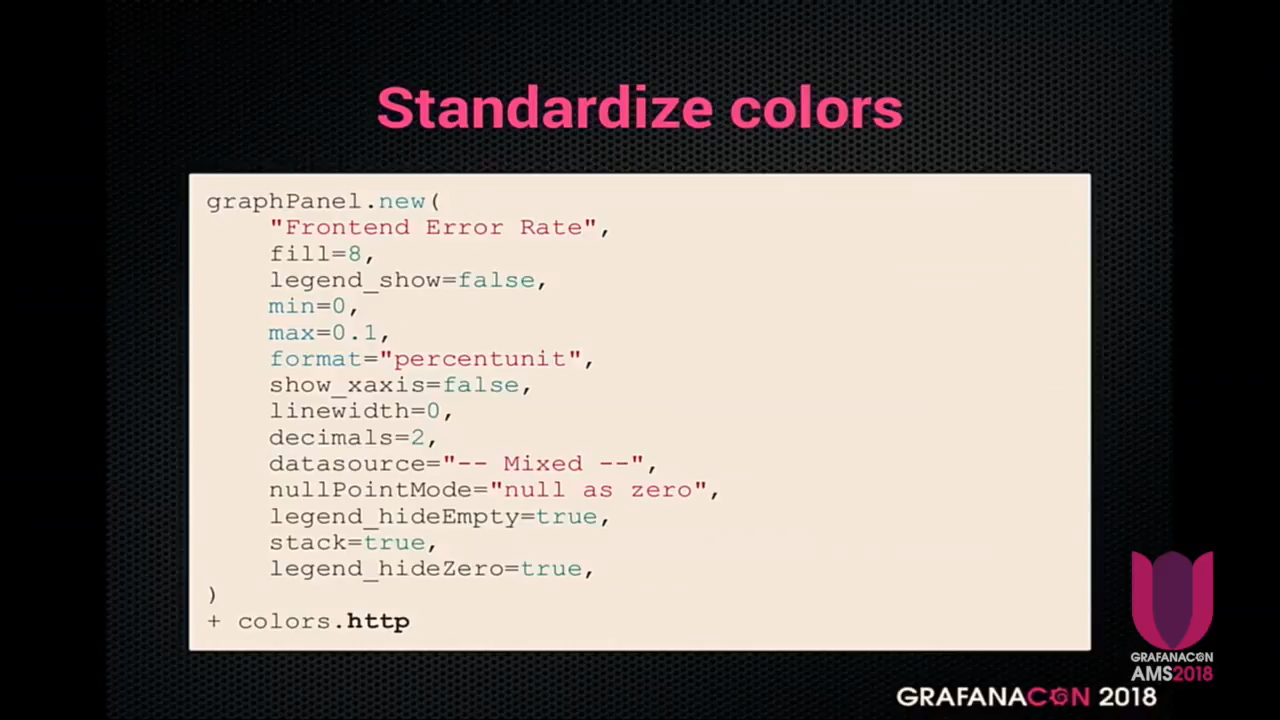 Standardize colors
graphPanel.new(
"Frontend Error Rate",
fill=8,
legend_show=false,
min=0,
max=0.1,
format="percentunit",
show_xaxis=false,
linewidth=0,
decimals=2,
datasource="-- Mixed --",
nullPointMode="null as zero",
legend_hideEmpty=true,
stack=true,
legend_hideZero=true,
)
+ colors.http
GRAFANACON
AMS2018
GRAFANACON 2018